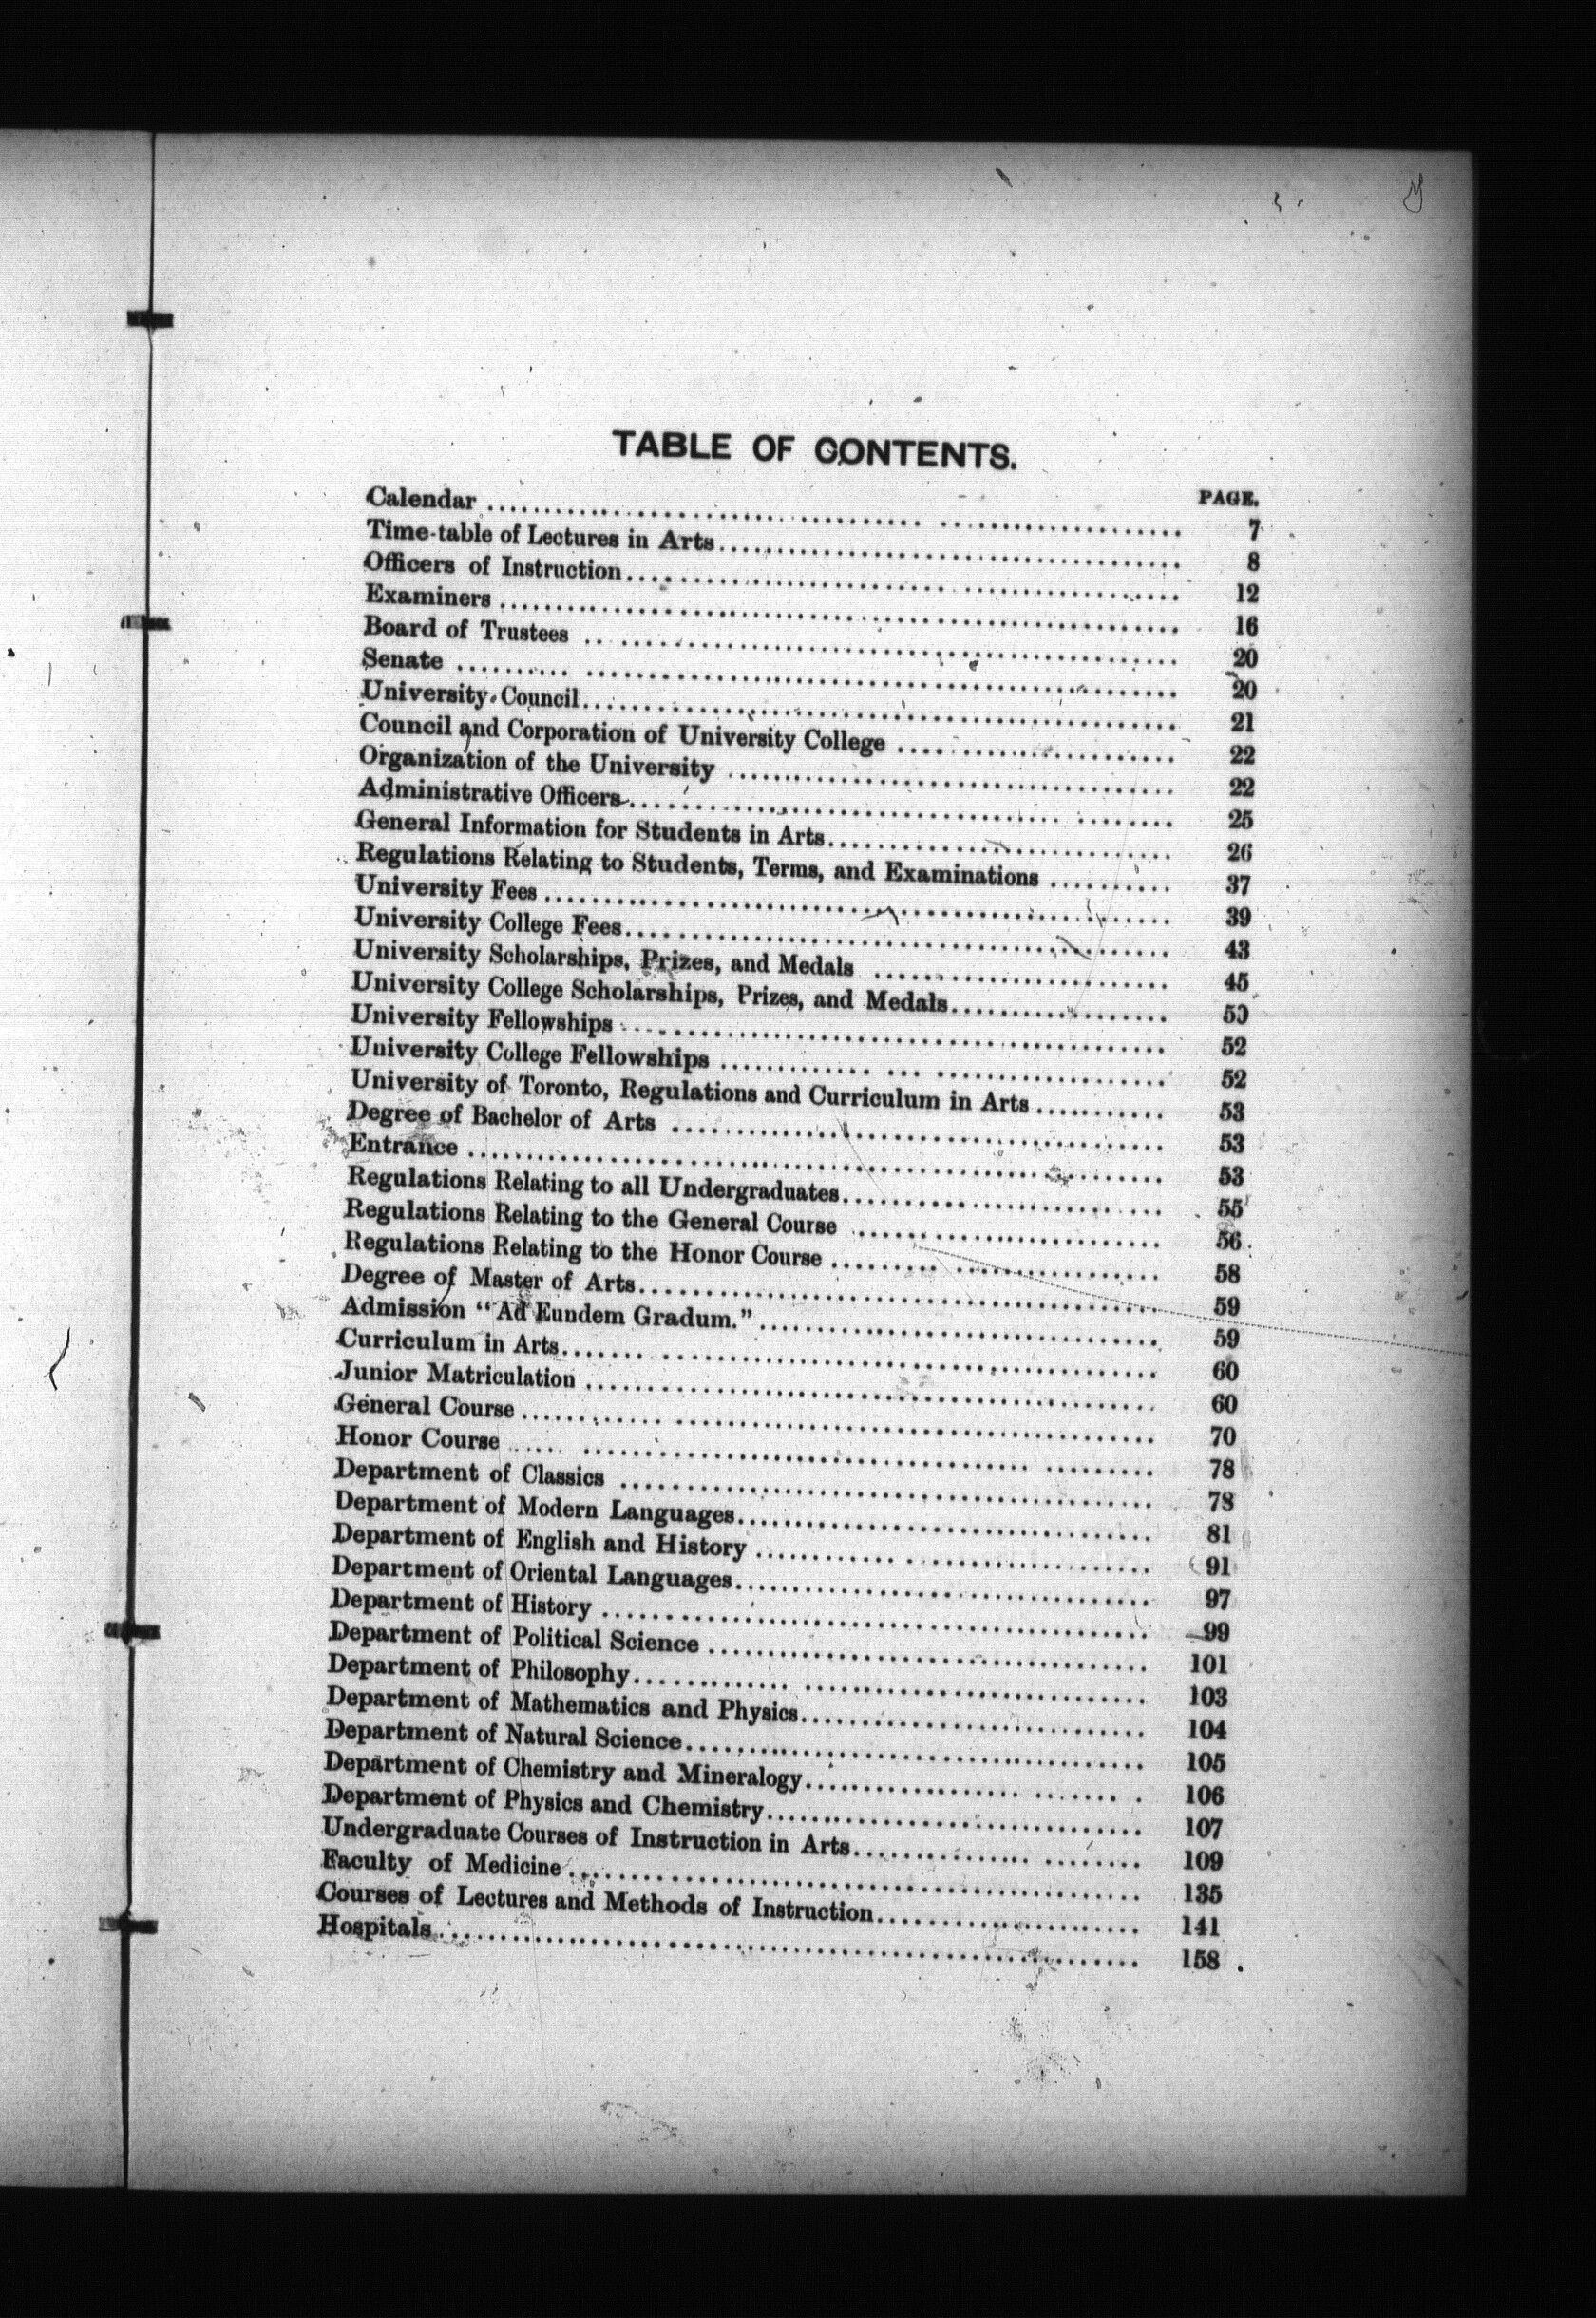 TABLE OF CONTENTS.
PAGE.
Calendar ........................................ 7
Time-table of Lectures in Arts ........................................ 8
Officers of Instruction ........................................ 12
Examiners ........................................ 16
Board of Trustees ........................................ 20
Senate ........................................ 20
University Council ........................................ 21
Council and Corporation of University College .................... 22
Organization of the University ........................................ 22
Administrative Officers ........................................ 25
General Information for Students in Arts .................... 26
Regulations Relating to Students, Terms, and Examinations .......... 37
University Fees ........................................ 39
University College Fees ........................................ 43
University Scholarships, Prizes, and Medals .................... 45
University College Scholarships, Prizes, and Medals .................... 50
University Fellowships ........................................ 52
University College Fellowships .............................. 52
University of Toronto, Regulations and Curriculum in Arts ........... 53
Degree of Bachelor of Arts ........................................ 53
Entrance ........................................ 53
Regulations Relating to all Undergraduates .................... 55
Regulations Relating to the General Course .................... 56
Regulations Relating to the Honor Course .................... 58
Degree of Master of Arts ........................................ 59
Admission "Ad Eundem Gradum." .............................. 59
Curriculum in Arts ........................................ 60
Junior Matriculation ........................................ 60
General Course ........................................ 70
Honor Course ........................................ 78
Department of Classics ........................................ 78
Department of Modern Languages .............................. 81
Department of English and History .............................. 91
Department of Oriental Languages .............................. 97
Department of History ........................................ 99
Department of Political Science .............................. 101
Department of Philosophy ........................................ 103
Department of Mathematics and Physics .................... 104
Department of Natural Science .............................. 105
Department of Chemistry and Mineralogy .................... 106
Department of Physics and Chemistry .................... 107
Undergraduate Courses of Instruction in Arts .................... 109
Faculty of Medicine ........................................ 135
Courses of Lectures and Methods of Instruction .................... 141
Hospitals ........................................ 158